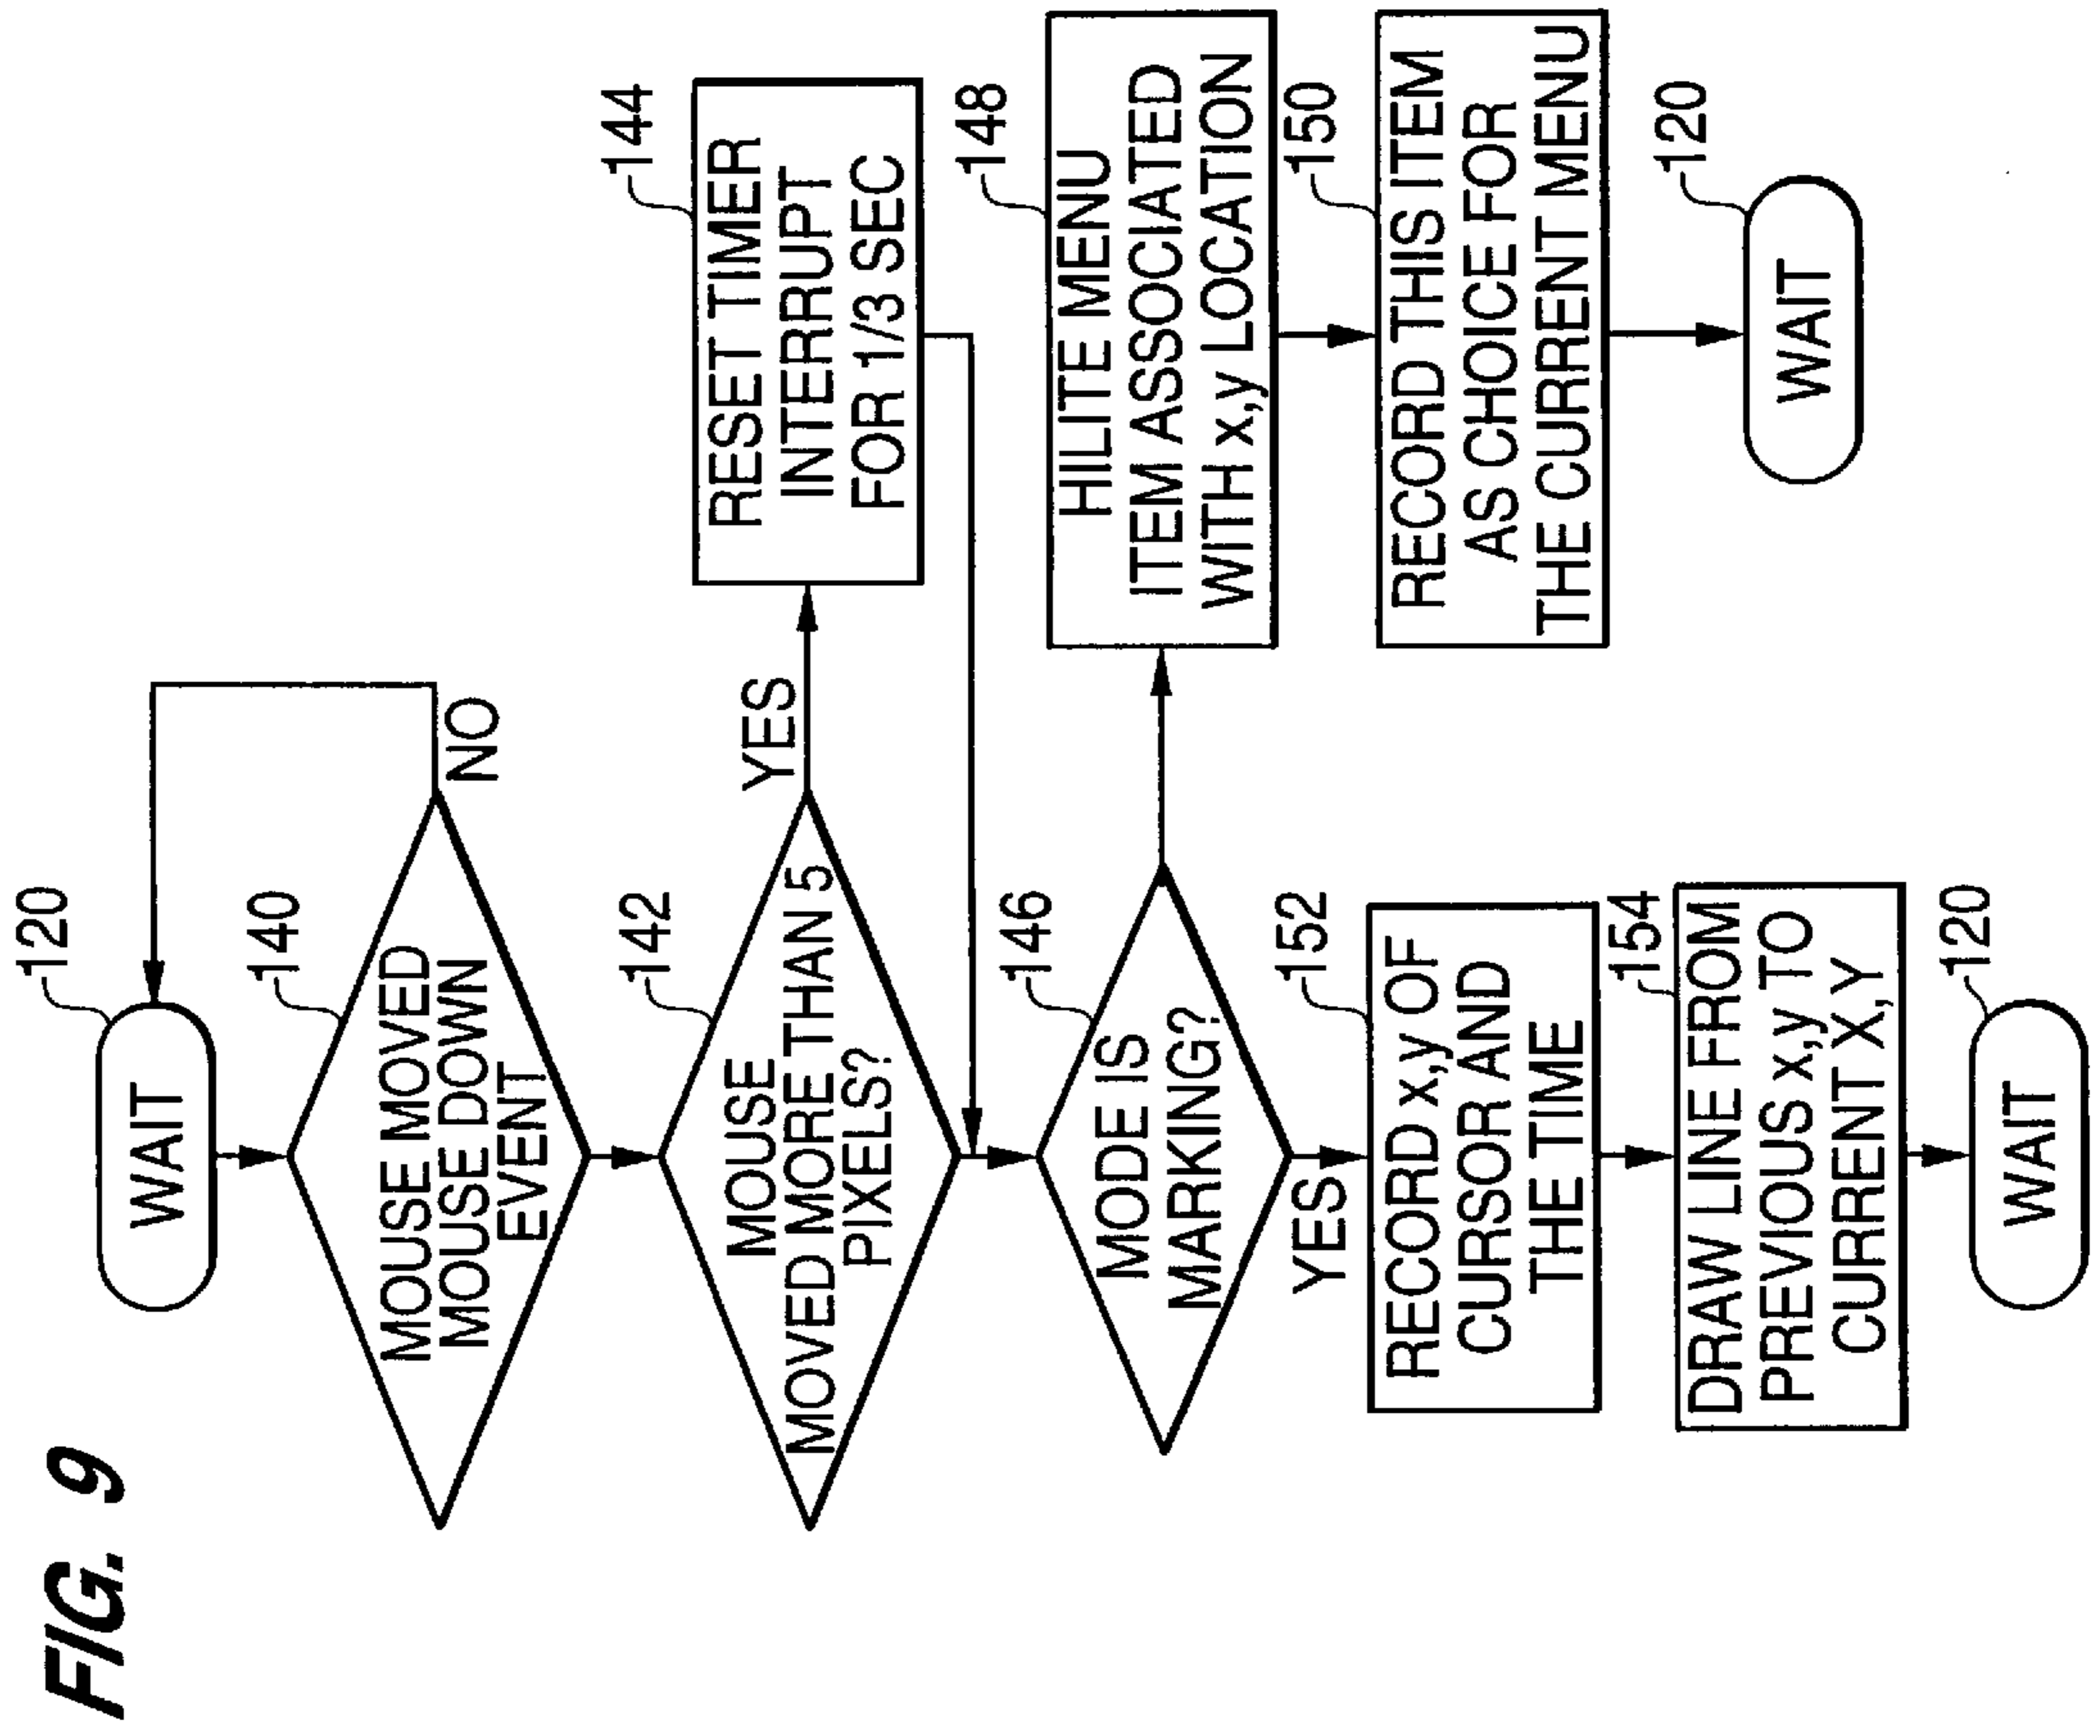 FIG. 9
120
WAIT
140
MOUSE MOVED
MOUSE DOWN
EVENT
NO
142
MOUSE
MOVED MORE THAN 5
PIXELS?
YES
144
RESET TIMER
INTERRUPT
FOR 1/3 SEC
146
MODE IS
MARKING?
148
HILITE MENU
ITEM ASSOCIATED
WITH x,y LOCATION
150
RECORD THIS ITEM
AS CHOICE FOR
THE CURRENT MENU
120
WAIT
YES
152
RECORD x,y OF
CURSOR AND
THE TIME
154
DRAW LINE FROM
PREVIOUS x,y TO
CURRENT X,Y
120
WAIT